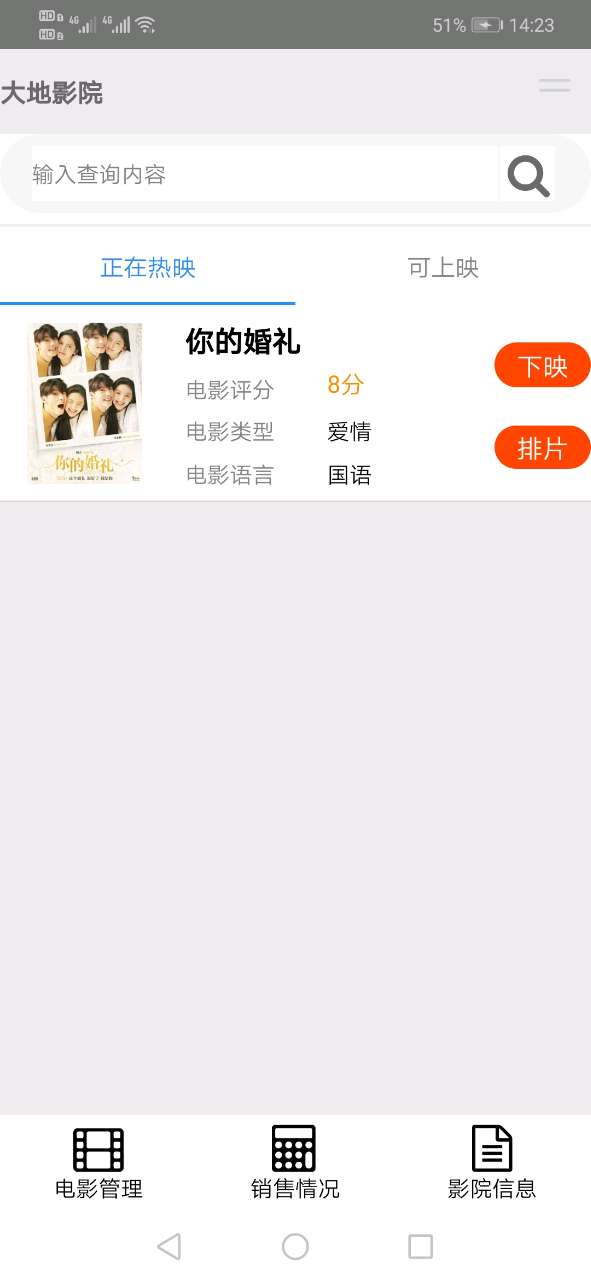 51% 14:23
大地影院
输入查询内容
正在热映 可上映
你的婚礼
电影评分 8分
下映
电影类型 爱情
排片
电影语言 国语
你的婚礼
电影管理 销售情况 影院信息